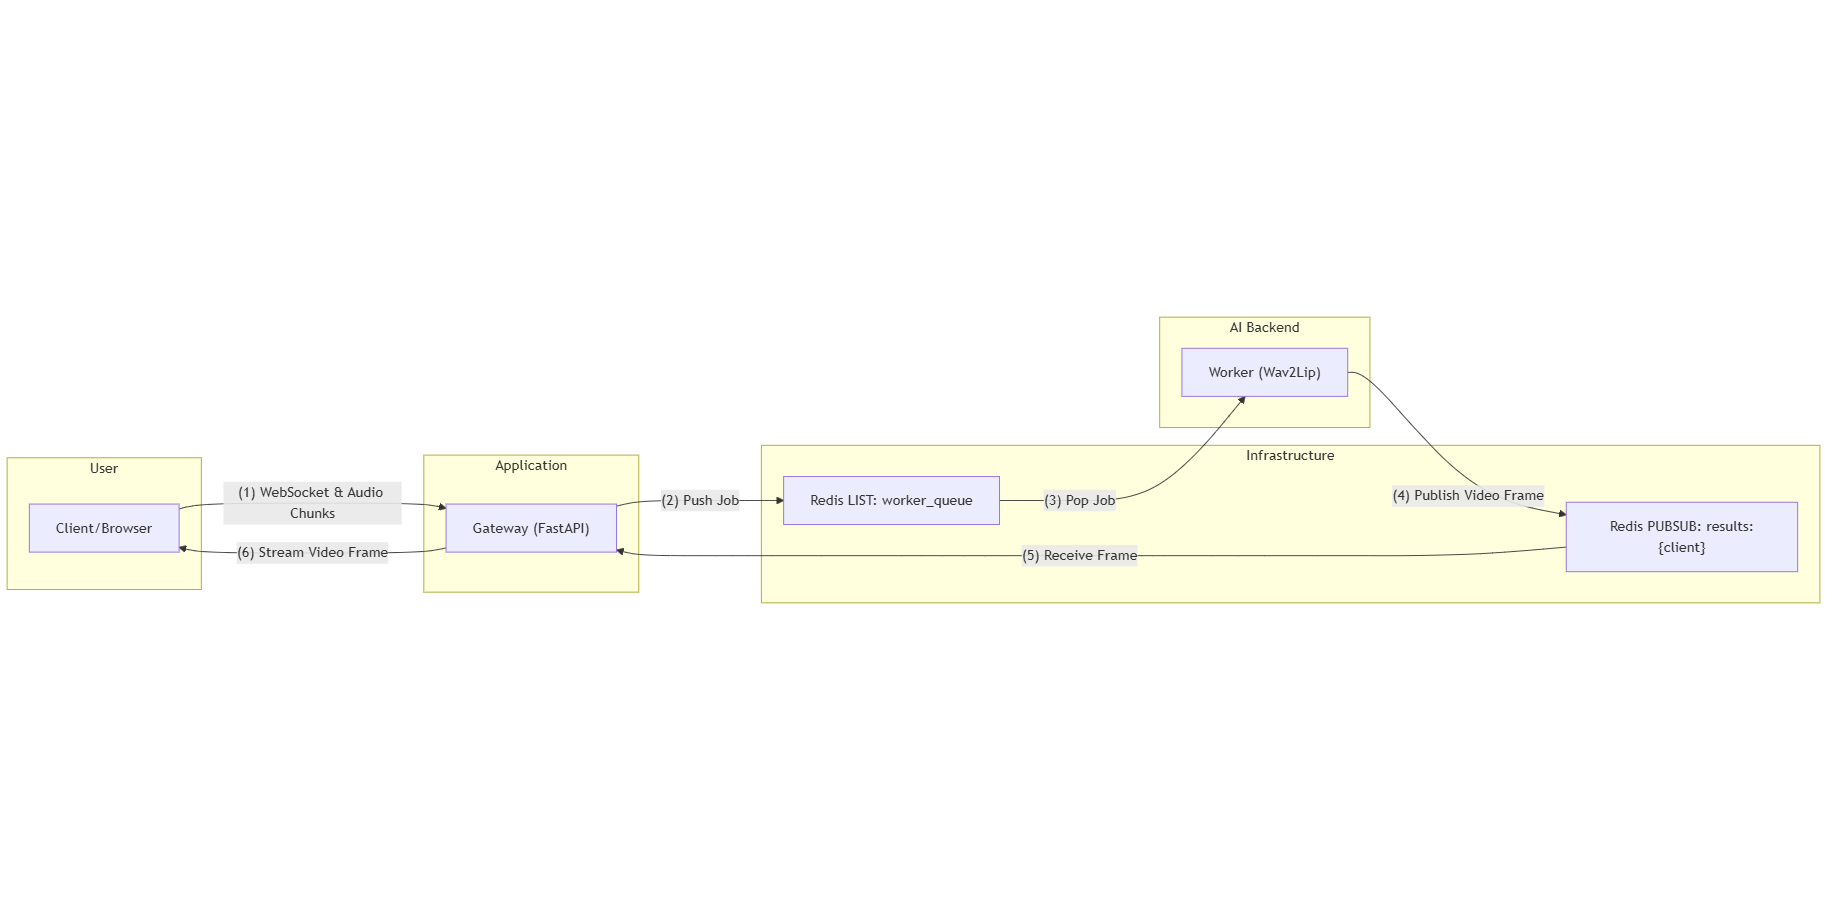 AI Backend
Worker (Wav2Lip)
User
Application
Infrastructure
(1) WebSocket & Audio
Chunks
Client/Browser
Gateway (FastAPI)
(2) Push Job
Redis LIST: worker_queue
(3) Pop Job
(4) Publish Video Frame
Redis PUBSUB: results:
{client}
(6) Stream Video Frame
(5) Receive Frame